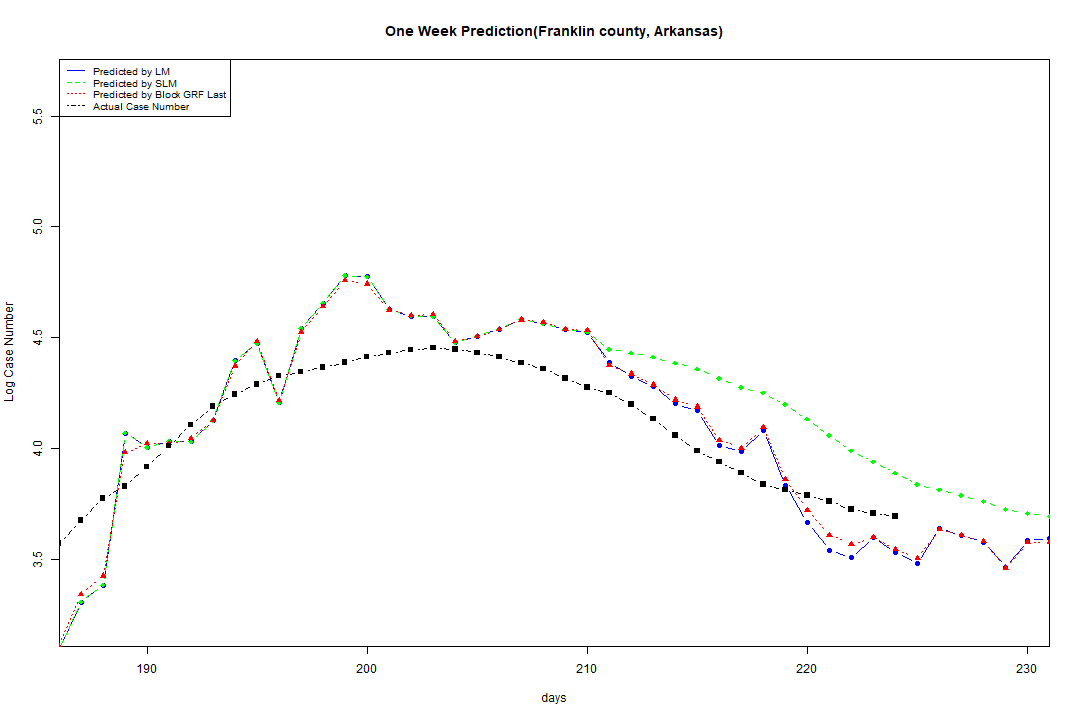 One Week Prediction(Franklin county, Arkansas)
Predicted by LM
Predicted by SLM
Predicted by Block GRF Last
Actual Case Number
5.5
5.0
4.5
4.0
3.5
Log Case Number
190 200 210 220 230
days